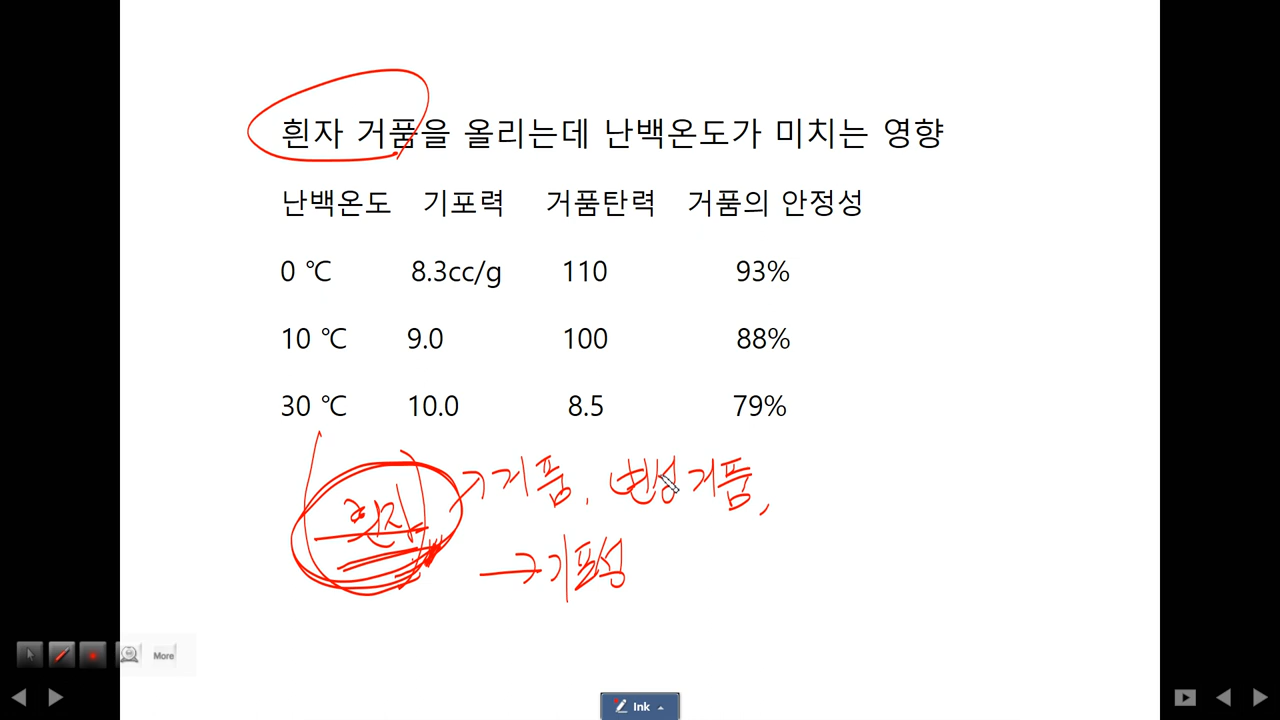 흰자 거품을 올리는데 난백온도가 미치는 영향
난백온도 기포력 거품탄력 거품의 안정성
0 ℃ 8.3cc/g 110 93%
10 ℃ 9.0 100 88%
30 ℃ 10.0 8.5 79%
흰자 → 거품, 변성거품,
→ 기포성
More
Ink